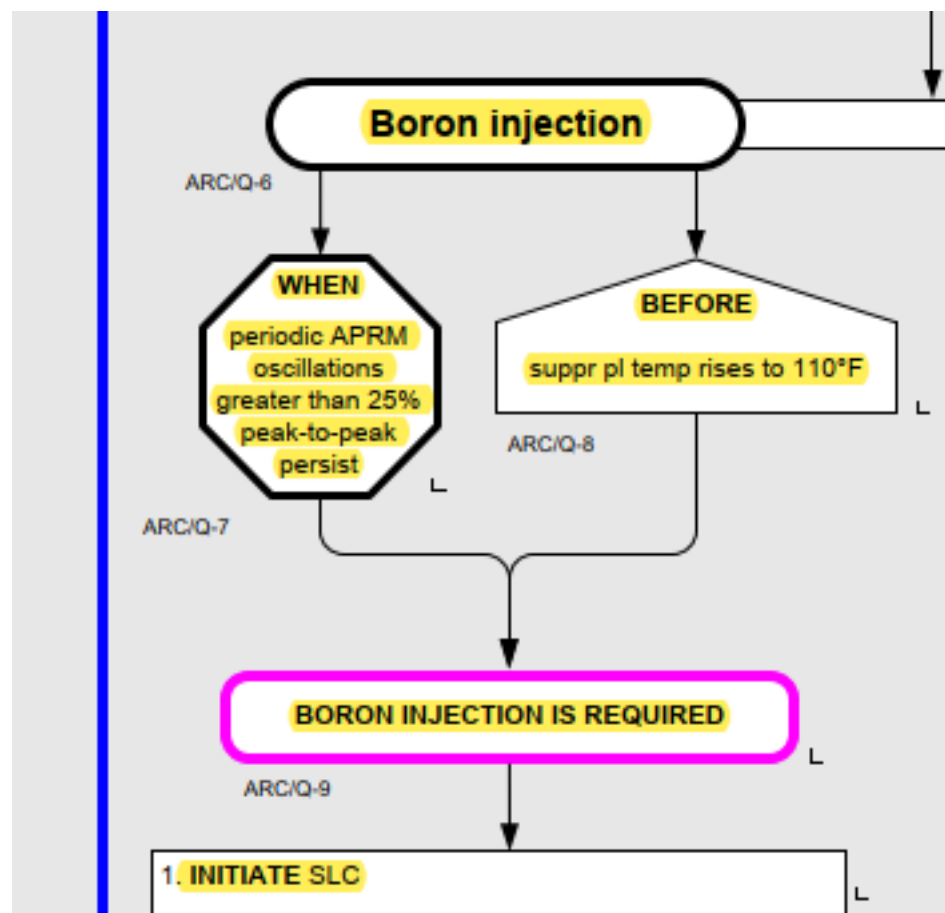 Boron injection
ARC/Q-6
WHEN
periodic APRM
oscillations
greater than 25%
peak-to-peak
persist
ARC/Q-7
BEFORE
suppr pl temp rises to 110°F
ARC/Q-8
BORON INJECTION IS REQUIRED
ARC/Q-9
1. INITIATE SLC